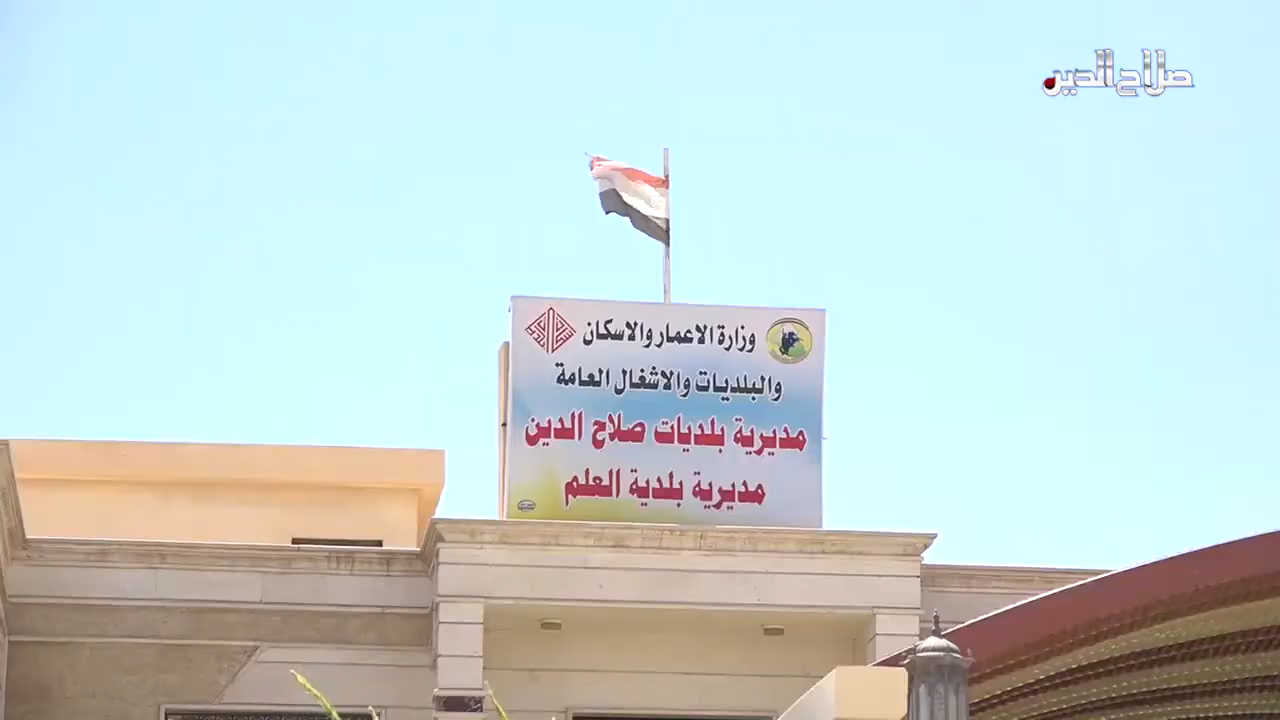 صلاح الدين
وزارة الاعمار والاسكان
والبلديات والاشغال العامة
مديرية بلديات صلاح الدين
مديرية بلدية العلم